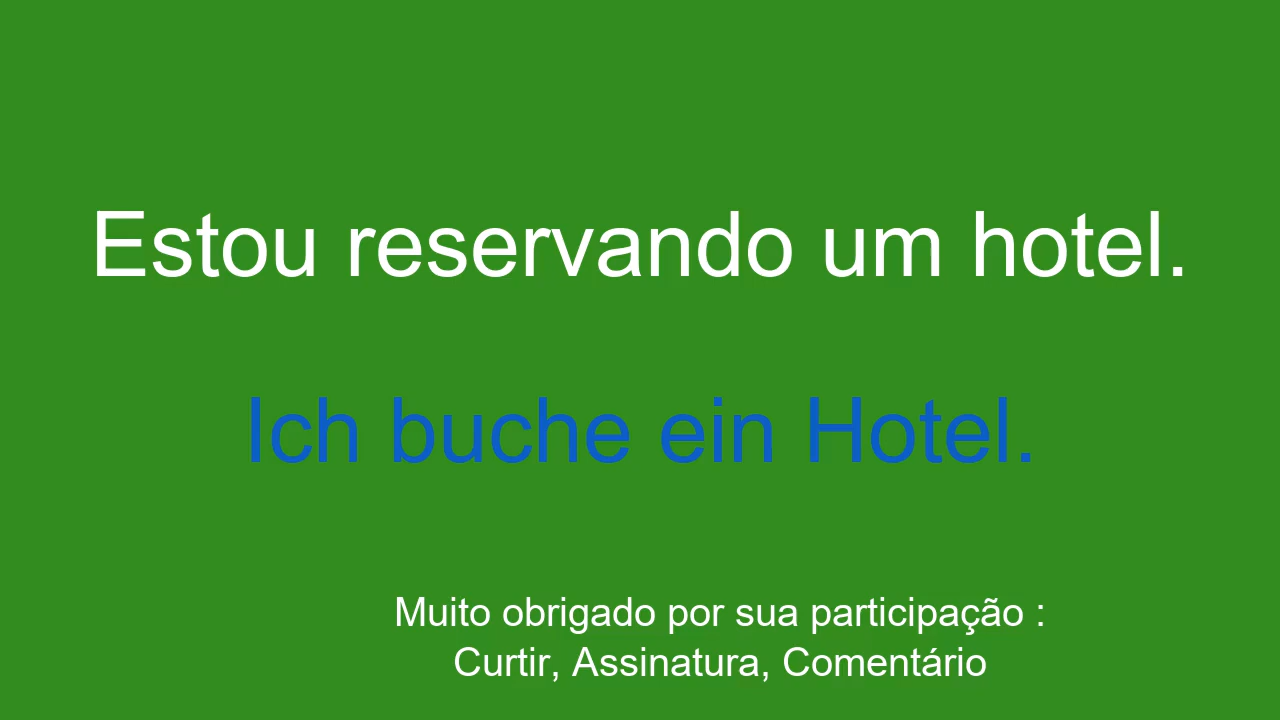 Estou reservando um hotel.
Ich buche ein Hotel.
Muito obrigado por sua participação :
Curtir, Assinatura, Comentário